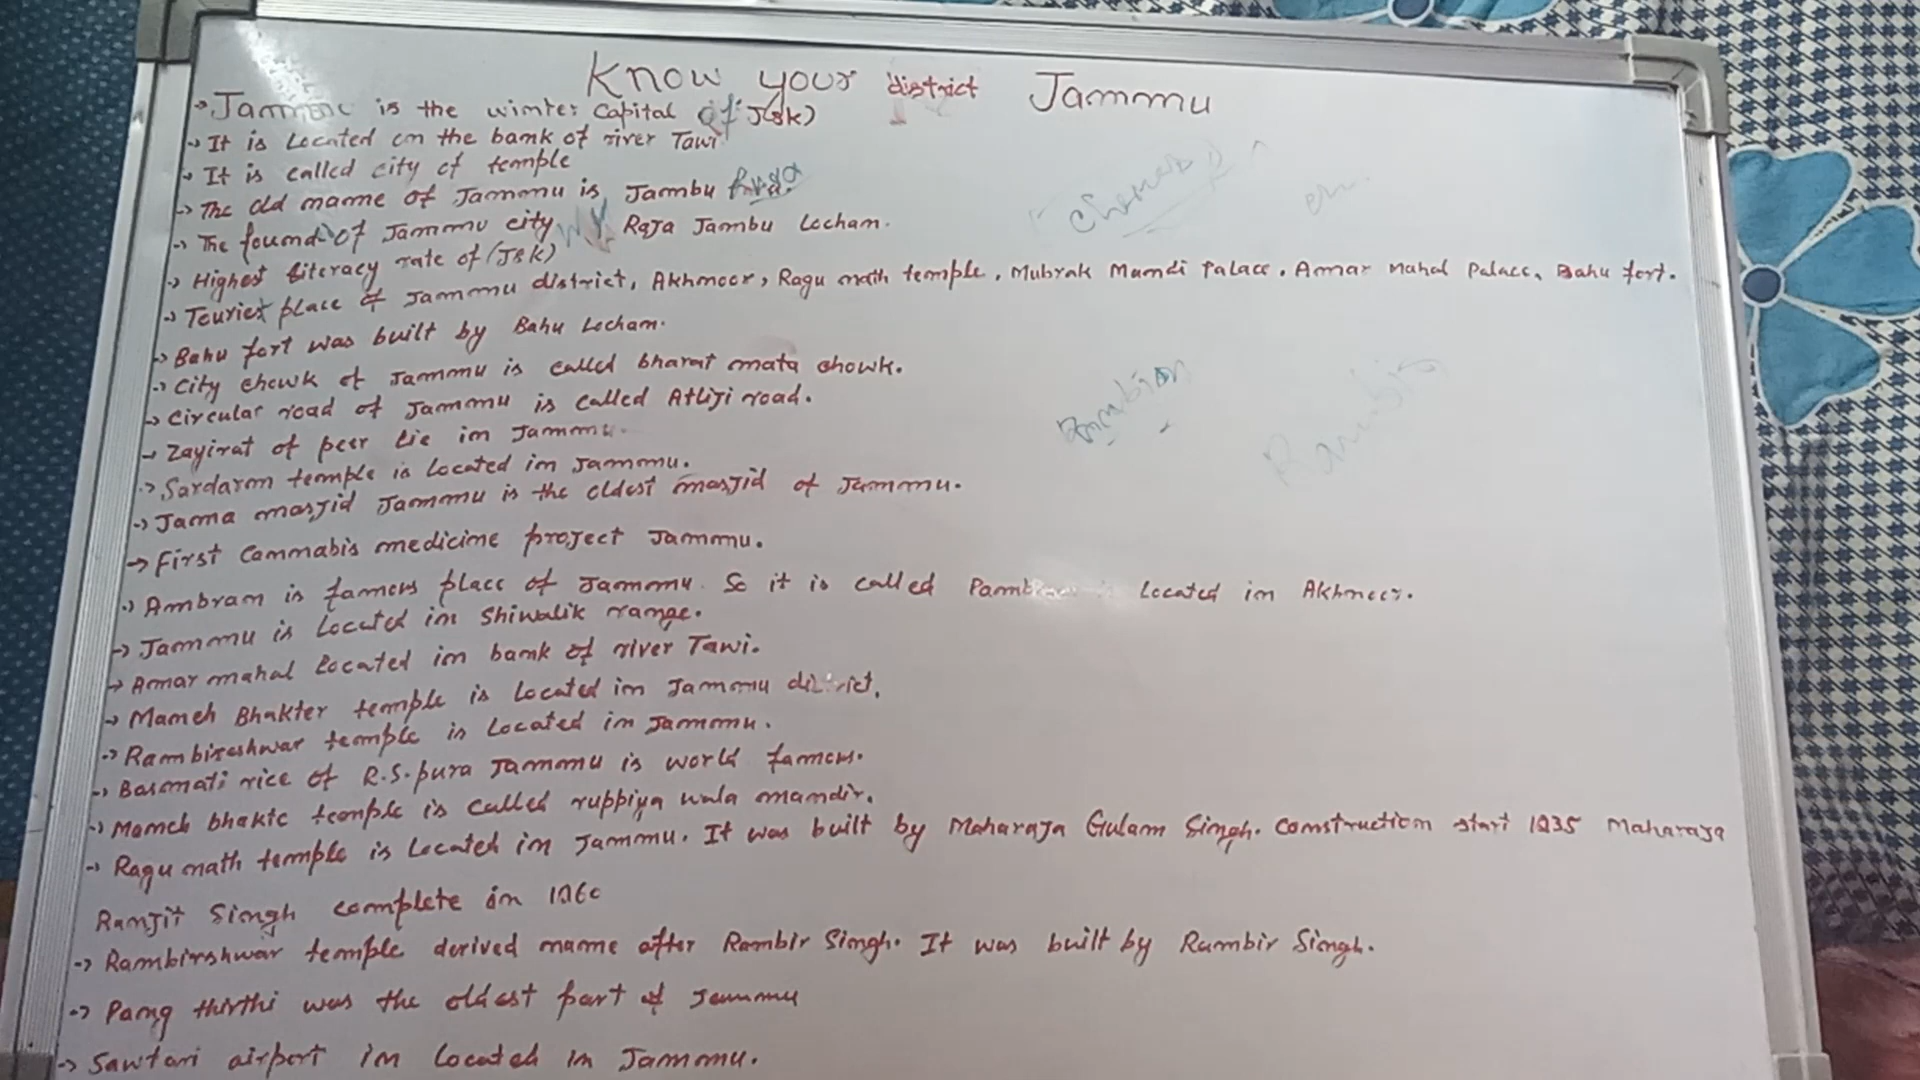 Know your district Jammu
→ Jammu is the winter Capital of J&k)
→ It is Located on the bank of river Tawi
→ It is called city of temple
→ The old name of Jammu is Jambu
→ The found of Jammu city by Raja Jambu Locham.
→ Highest literacy rate of (J&k)
→ Touriest place of Jammu district, Akhnoor, Ragu nath temple, Mubrak Mandi Palace, Amar Mahal Palace, Bahu fort.
→ Bahu fort was built by Bahu Locham.
→ City chowk of Jammu is called bharat mata chowk.
→ Circular road of Jammu is called Atliji road.
→ Zayirat of peer lie in Jammu.
→ Sardaron temple is located in Jammu.
→ Jama masjid Jammu is the oldest masjid of Jammu.
→ First Cannabis medicine project Jammu.
→ Ambram is famous place of Jammu. So it is called located in Akhnoor.
→ Jammu is located in Shiwalik range.
→ Amar mahal located in bank of river Tawi.
→ Maneh Bhakter temple is located in Jammu district.
→ Rambireshwar temple is located in Jammu.
→ Basmati rice of R.S.pura Jammu is world famous.
→ Mameh bhakte temple is called ruppiya wala mandir.
→ Ragu nath temple is located in Jammu. It was built by Maharaja Gulam Singh. Construction start 1835 Maharaja
Ranjit Singh complete in 1860
→ Rambirshwar temple derived name after Rambir Singh. It was built by Rambir Singh.
→ Pang thirthi was the oldest part of Jammu
→ Sawtari airport in located in Jammu.